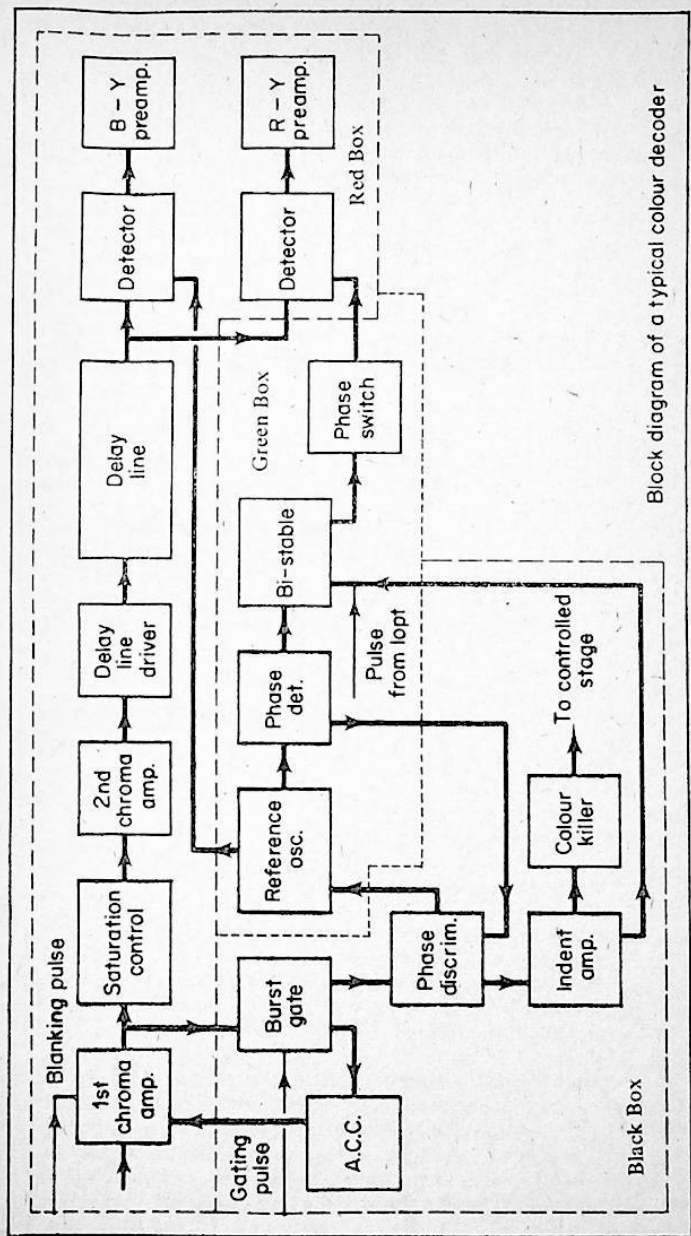 Blanking pulse
1st
chroma
amp.
Saturation
control
2nd
chroma
amp.
Delay
line
driver
Delay
line
Detector
B – Y
preamp.
Gating
pulse
A.C.C.
Burst
gate
Reference
osc.
Phase
det.
Bi-stable
Green Box
Phase
switch
Detector
R – Y
preamp.
Red Box
Pulse
from lopt
Phase
discrim.
Indent
amp.
Colour
killer
To controlled
stage
Black Box
Block diagram of a typical colour decoder